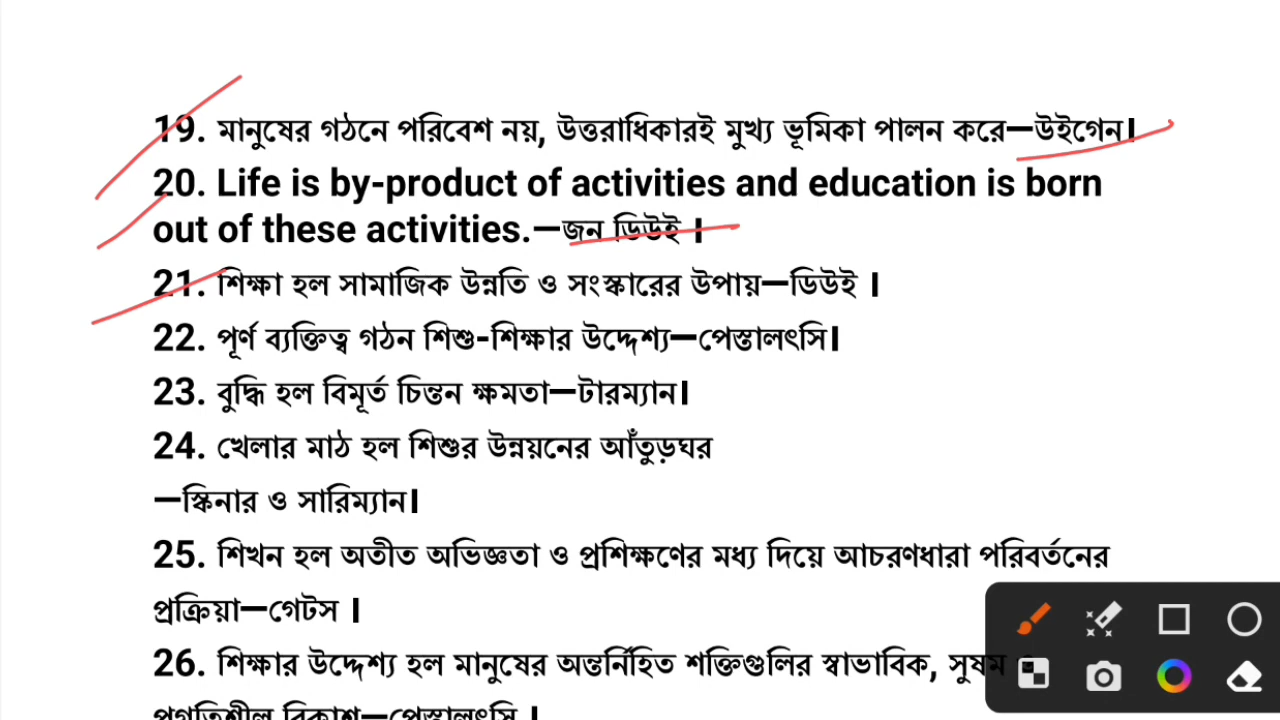 19. মানুষের গঠনে পরিবেশ নয়, উত্তরাধিকারই মুখ্য ভূমিকা পালন করে—উইগেন।
20. Life is by-product of activities and education is born
out of these activities.—জন ডিউই ।
21. শিক্ষা হল সামাজিক উন্নতি ও সংস্কারের উপায়—ডিউই ।
22. পূর্ণ ব্যক্তিত্ব গঠন শিশু-শিক্ষার উদ্দেশ্য—পেস্তালৎসি।
23. বুদ্ধি হল বিমূর্ত চিন্তন ক্ষমতা—টারম্যান।
24. খেলার মাঠ হল শিশুর উন্নয়নের আঁতুড়ঘর
—স্কিনার ও সারিম্যান।
25. শিখন হল অতীত অভিজ্ঞতা ও প্রশিক্ষণের মধ্য দিয়ে আচরণধারা পরিবর্তনের
প্রক্রিয়া—গেটস ।
26. শিক্ষার উদ্দেশ্য হল মানুষের অন্তর্নিহিত শক্তিগুলির স্বাভাবিক, সুষম ও
প্রগতিশীল বিকাশ—পেস্তালৎসি ।